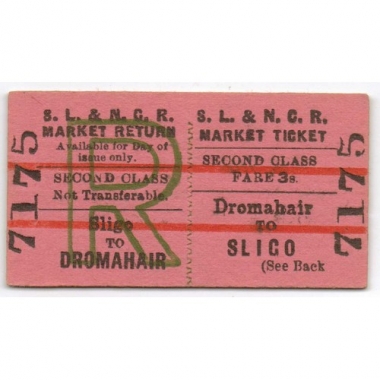 7175
S. L. & N. C. R.
MARKET RETURN
Available for Day of
issue only.
SECOND CLASS
Not Transferable.
Sligo
TO
DROMAHAIR
R
S. L. & N. C. R.
MARKET TICKET
SECOND CLASS
FARE 3s.
Dromahair
TO
SLIGO
(See Back
7175